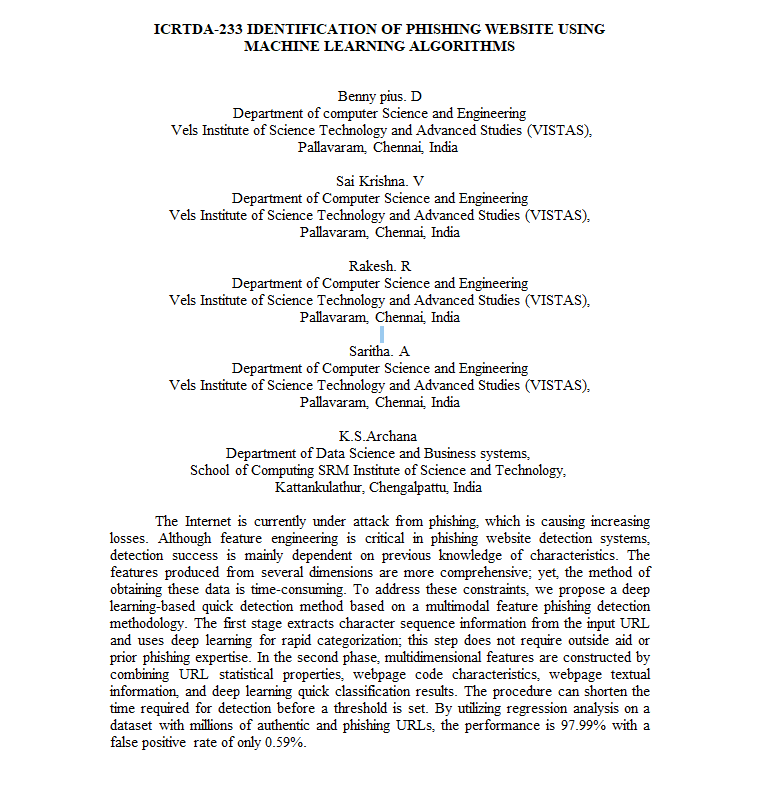 ICRTDA-233 IDENTIFICATION OF PHISHING WEBSITE USING
MACHINE LEARNING ALGORITHMS
Benny pius. D
Department of computer Science and Engineering
Vels Institute of Science Technology and Advanced Studies (VISTAS),
Pallavaram, Chennai, India
Sai Krishna. V
Department of Computer Science and Engineering
Vels Institute of Science Technology and Advanced Studies (VISTAS),
Pallavaram, Chennai, India
Rakesh. R
Department of Computer Science and Engineering
Vels Institute of Science Technology and Advanced Studies (VISTAS),
Pallavaram, Chennai, India
Saritha. A
Department of Computer Science and Engineering
Vels Institute of Science Technology and Advanced Studies (VISTAS),
Pallavaram, Chennai, India
K.S.Archana
Department of Data Science and Business systems,
School of Computing SRM Institute of Science and Technology,
Kattankulathur, Chengalpattu, India
The Internet is currently under attack from phishing, which is causing increasing
losses. Although feature engineering is critical in phishing website detection systems,
detection success is mainly dependent on previous knowledge of characteristics. The
features produced from several dimensions are more comprehensive; yet, the method of
obtaining these data is time-consuming. To address these constraints, we propose a deep
learning-based quick detection method based on a multimodal feature phishing detection
methodology. The first stage extracts character sequence information from the input URL
and uses deep learning for rapid categorization; this step does not require outside aid or
prior phishing expertise. In the second phase, multidimensional features are constructed by
combining URL statistical properties, webpage code characteristics, webpage textual
information, and deep learning quick classification results. The procedure can shorten the
time required for detection before a threshold is set. By utilizing regression analysis on a
dataset with millions of authentic and phishing URLs, the performance is 97.99% with a
false positive rate of only 0.59%.